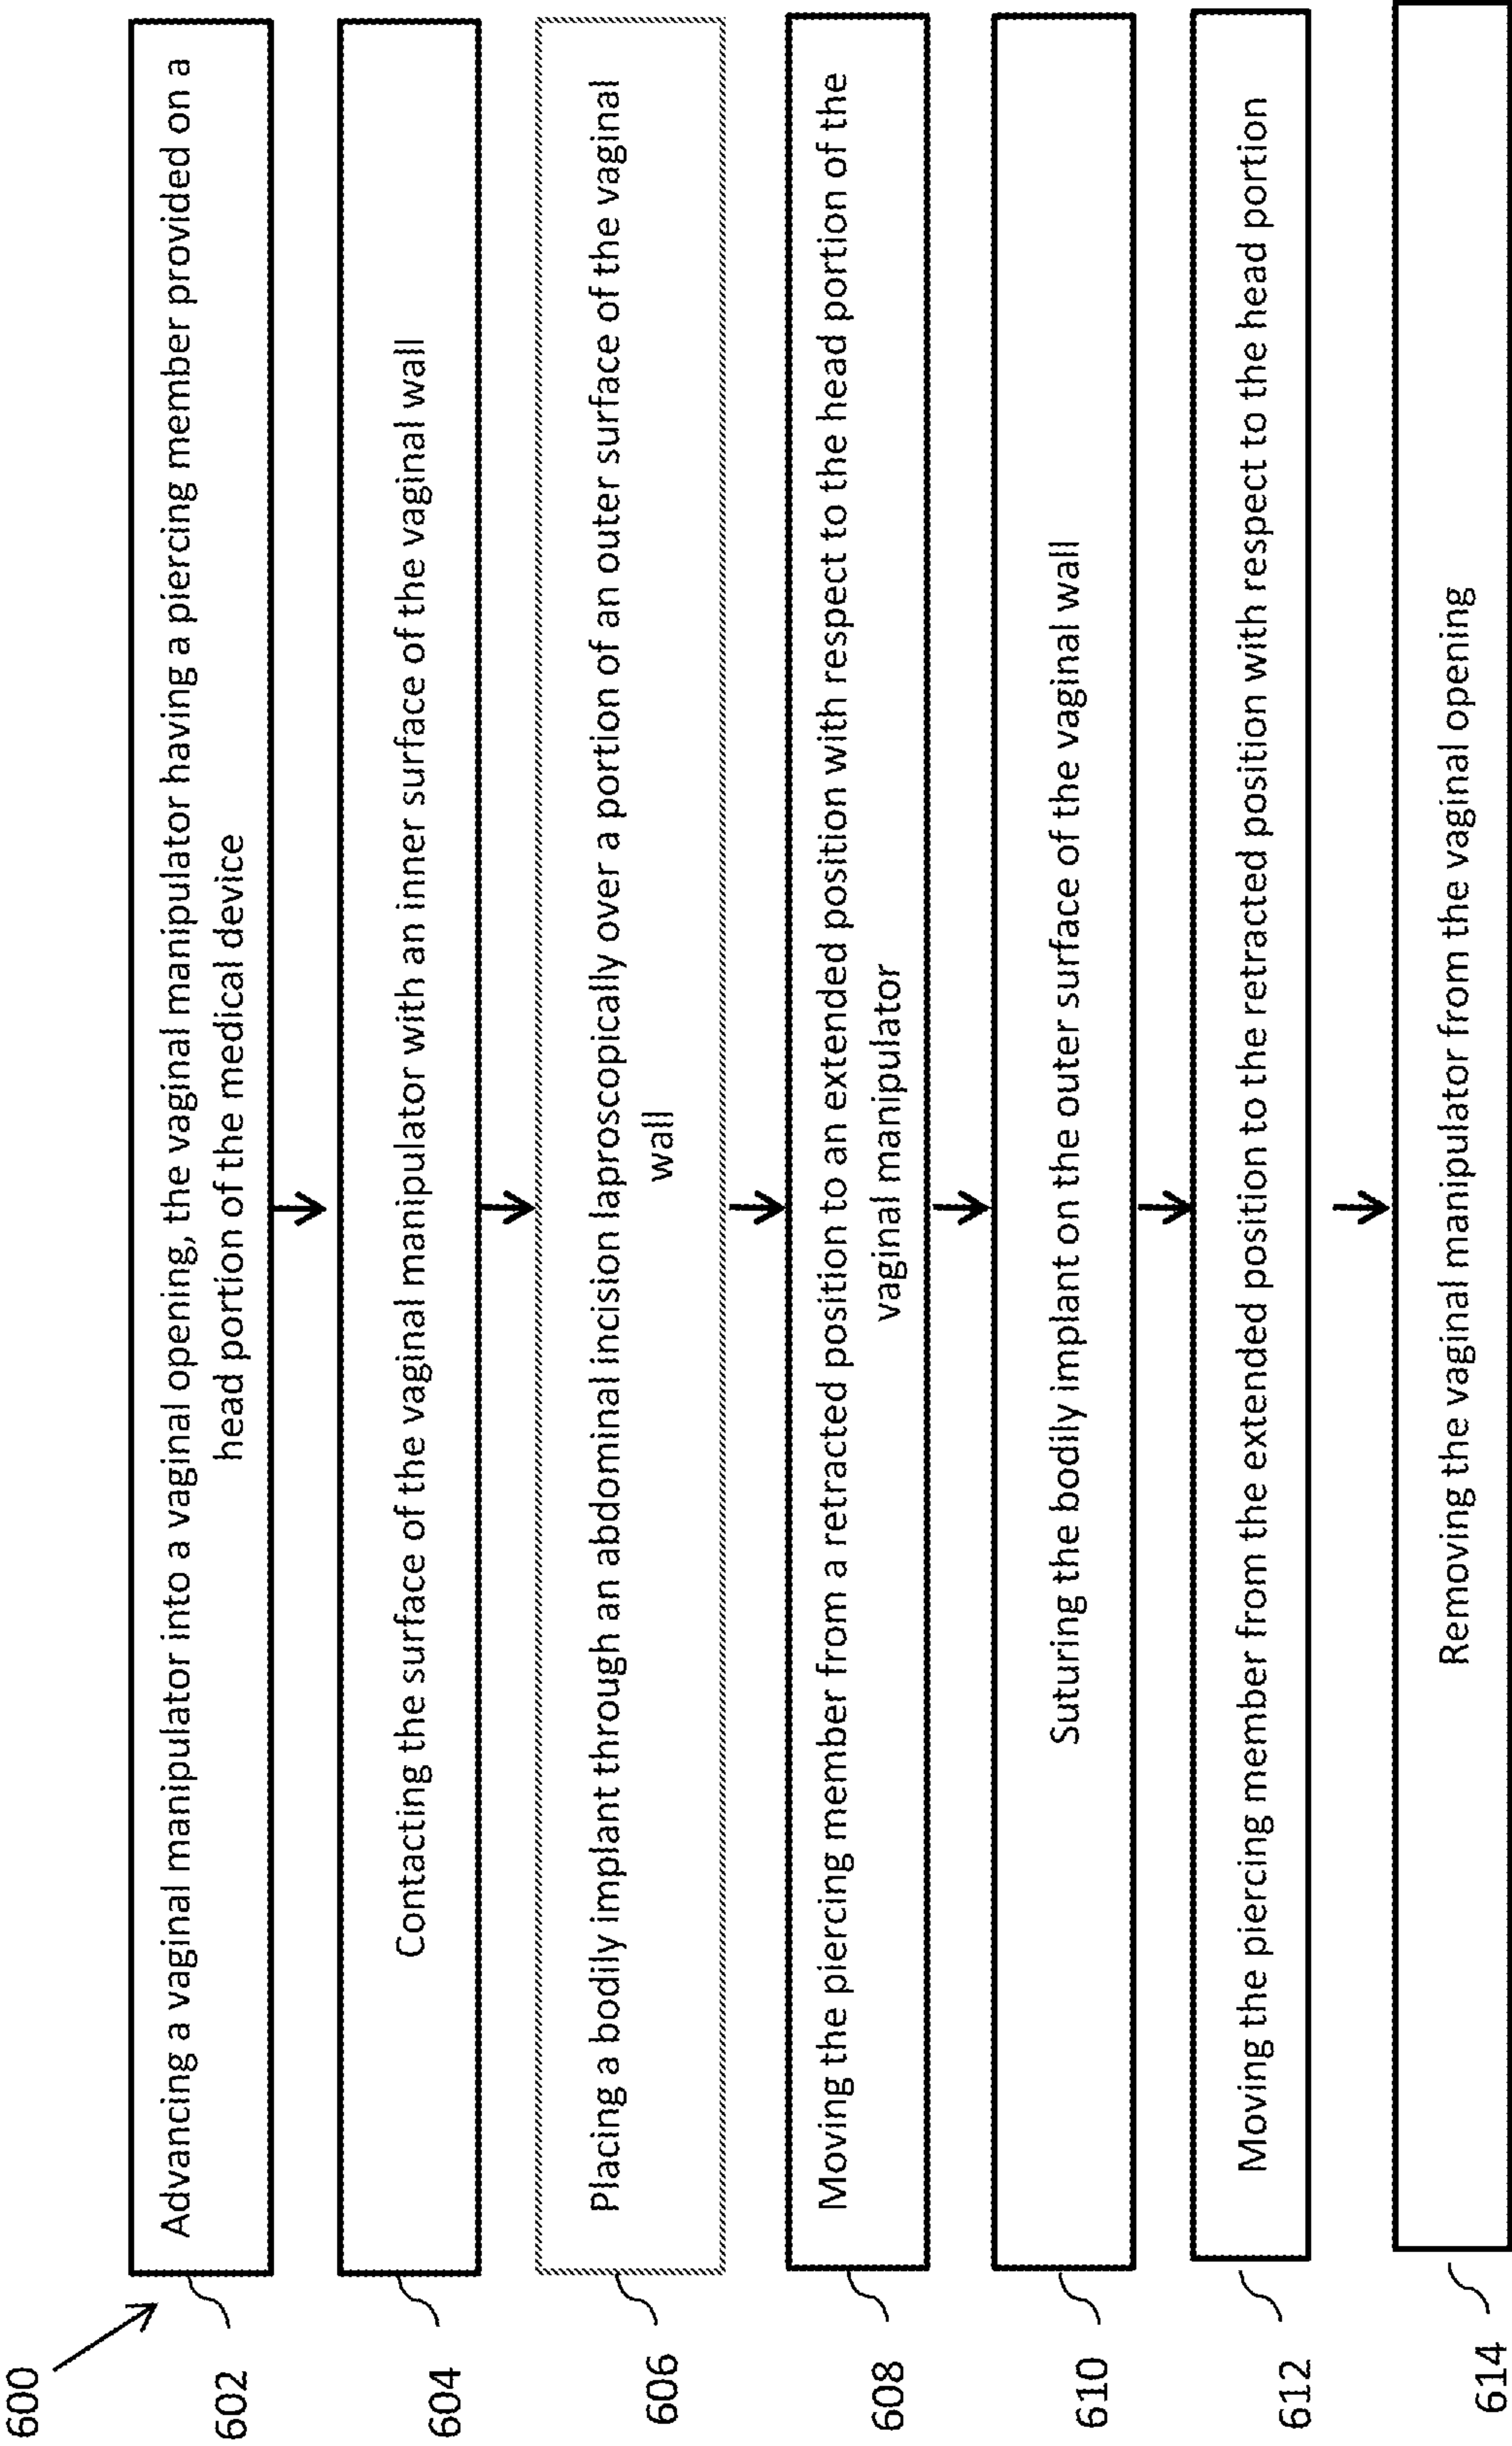 600
602
Advancing a vaginal manipulator into a vaginal opening, the vaginal manipulator having a piercing member provided on a
head portion of the medical device
604
Contacting the surface of the vaginal manipulator with an inner surface of the vaginal wall
606
Placing a bodily implant through an abdominal incision laproscopically over a portion of an outer surface of the vaginal
wall
608
Moving the piercing member from a retracted position to an extended position with respect to the head portion of the
vaginal manipulator
610
Suturing the bodily implant on the outer surface of the vaginal wall
612
Moving the piercing member from the extended position to the retracted position with respect to the head portion
614
Removing the vaginal manipulator from the vaginal opening